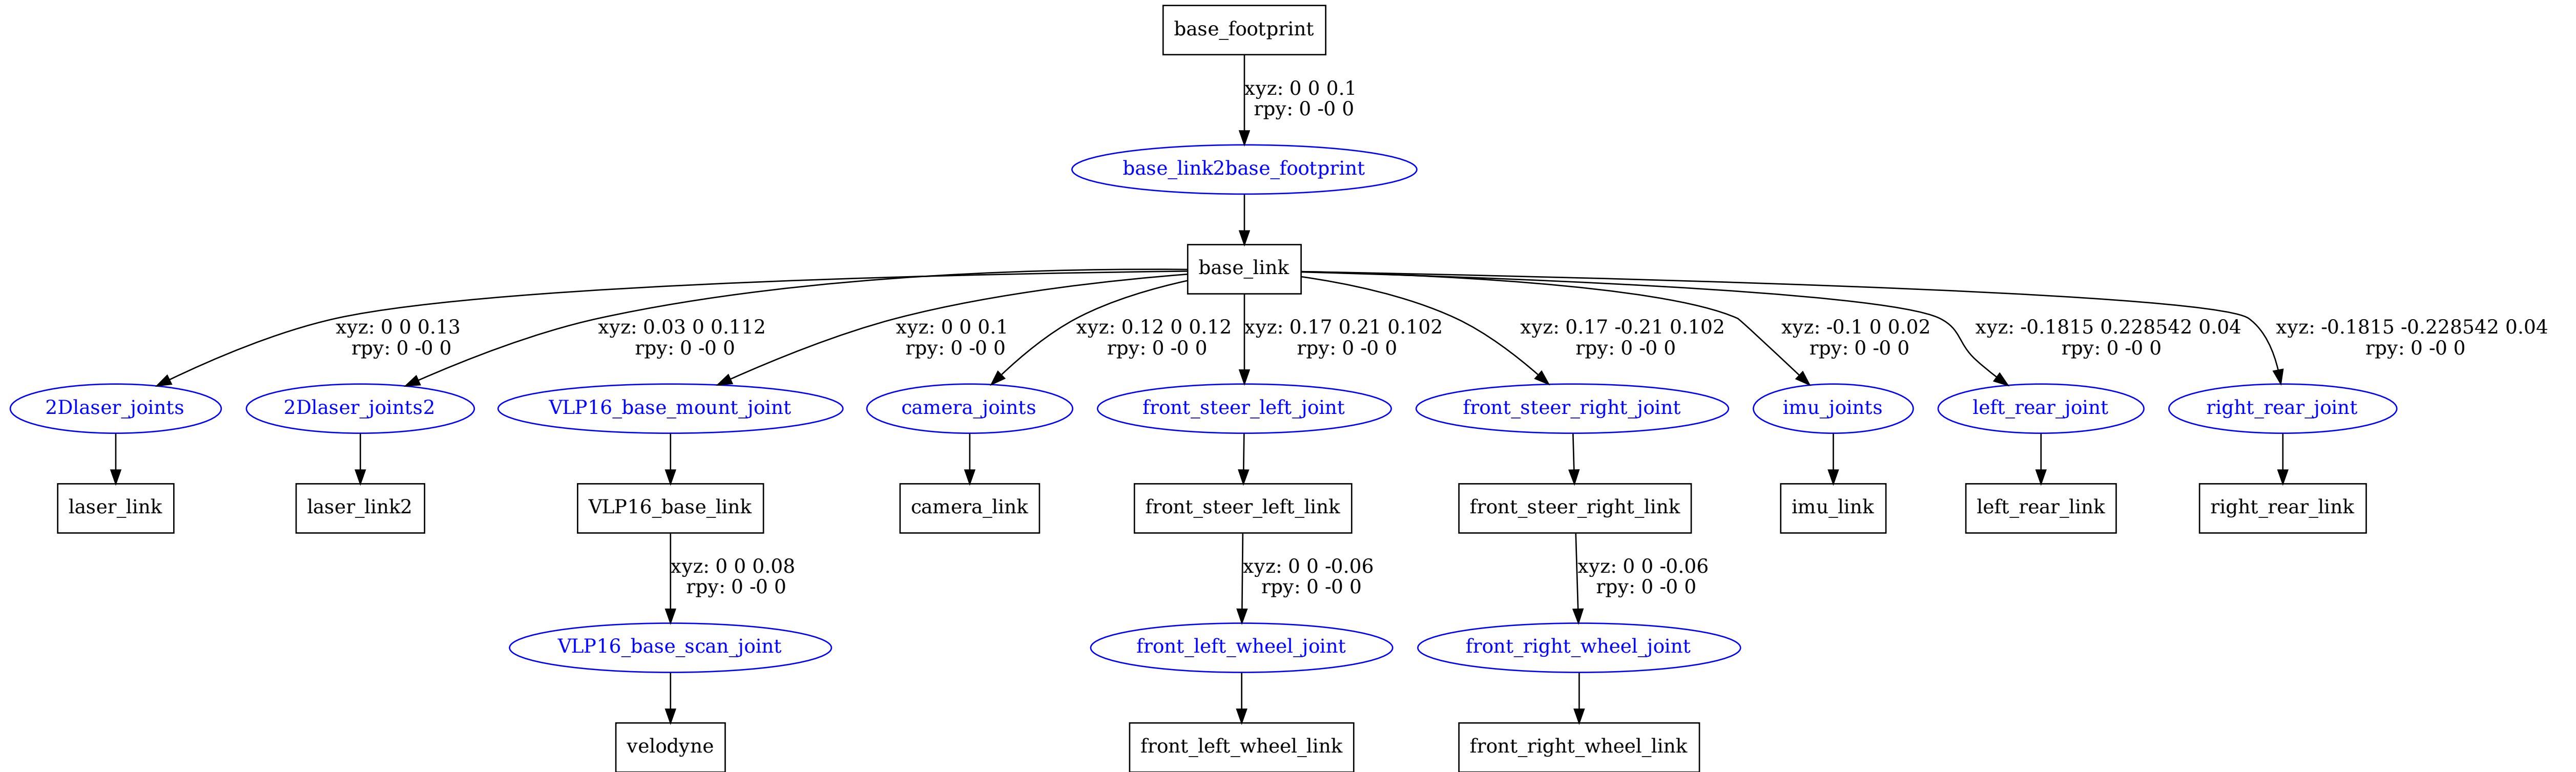 base_footprint
xyz: 0 0 0.1
rpy: 0 -0 0
base_link2base_footprint
base_link
xyz: 0 0 0.13
rpy: 0 -0 0
xyz: 0.03 0 0.112
rpy: 0 -0 0
xyz: 0 0 0.1
rpy: 0 -0 0
xyz: 0.12 0 0.12
rpy: 0 -0 0
xyz: 0.17 0.21 0.102
rpy: 0 -0 0
xyz: 0.17 -0.21 0.102
rpy: 0 -0 0
xyz: -0.1 0 0.02
rpy: 0 -0 0
xyz: -0.1815 0.228542 0.04
rpy: 0 -0 0
xyz: -0.1815 -0.228542 0.04
rpy: 0 -0 0
2Dlaser_joints
2Dlaser_joints2
VLP16_base_mount_joint
camera_joints
front_steer_left_joint
front_steer_right_joint
imu_joints
left_rear_joint
right_rear_joint
laser_link
laser_link2
VLP16_base_link
camera_link
front_steer_left_link
front_steer_right_link
imu_link
left_rear_link
right_rear_link
xyz: 0 0 0.08
rpy: 0 -0 0
xyz: 0 0 -0.06
rpy: 0 -0 0
xyz: 0 0 -0.06
rpy: 0 -0 0
VLP16_base_scan_joint
front_left_wheel_joint
front_right_wheel_joint
velodyne
front_left_wheel_link
front_right_wheel_link